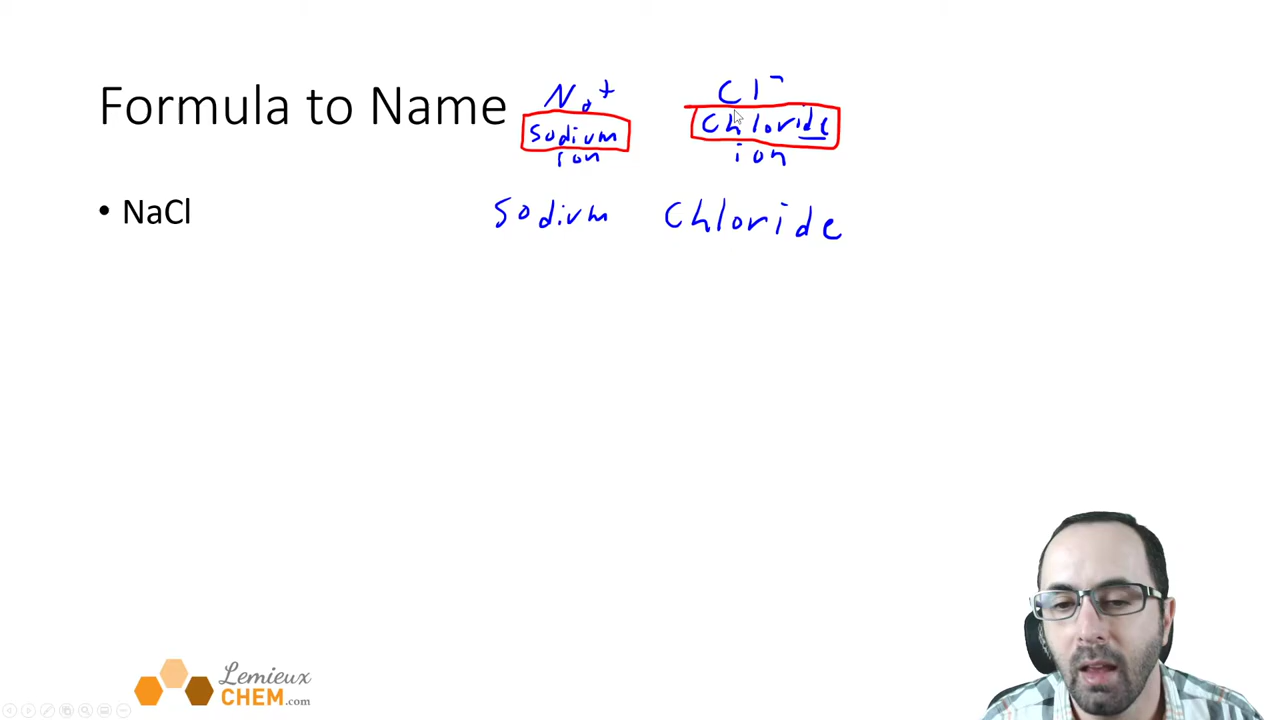 Formula to Name
Na+ Cl-
Sodium Chloride
ion ion
• NaCl Sodium Chloride
Lemieux
CHEM.com